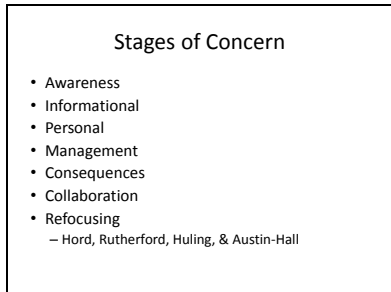 Stages of Concern
• Awareness
• Informational
• Personal
• Management
• Consequences
• Collaboration
• Refocusing
– Hord, Rutherford, Huling, & Austin-Hall